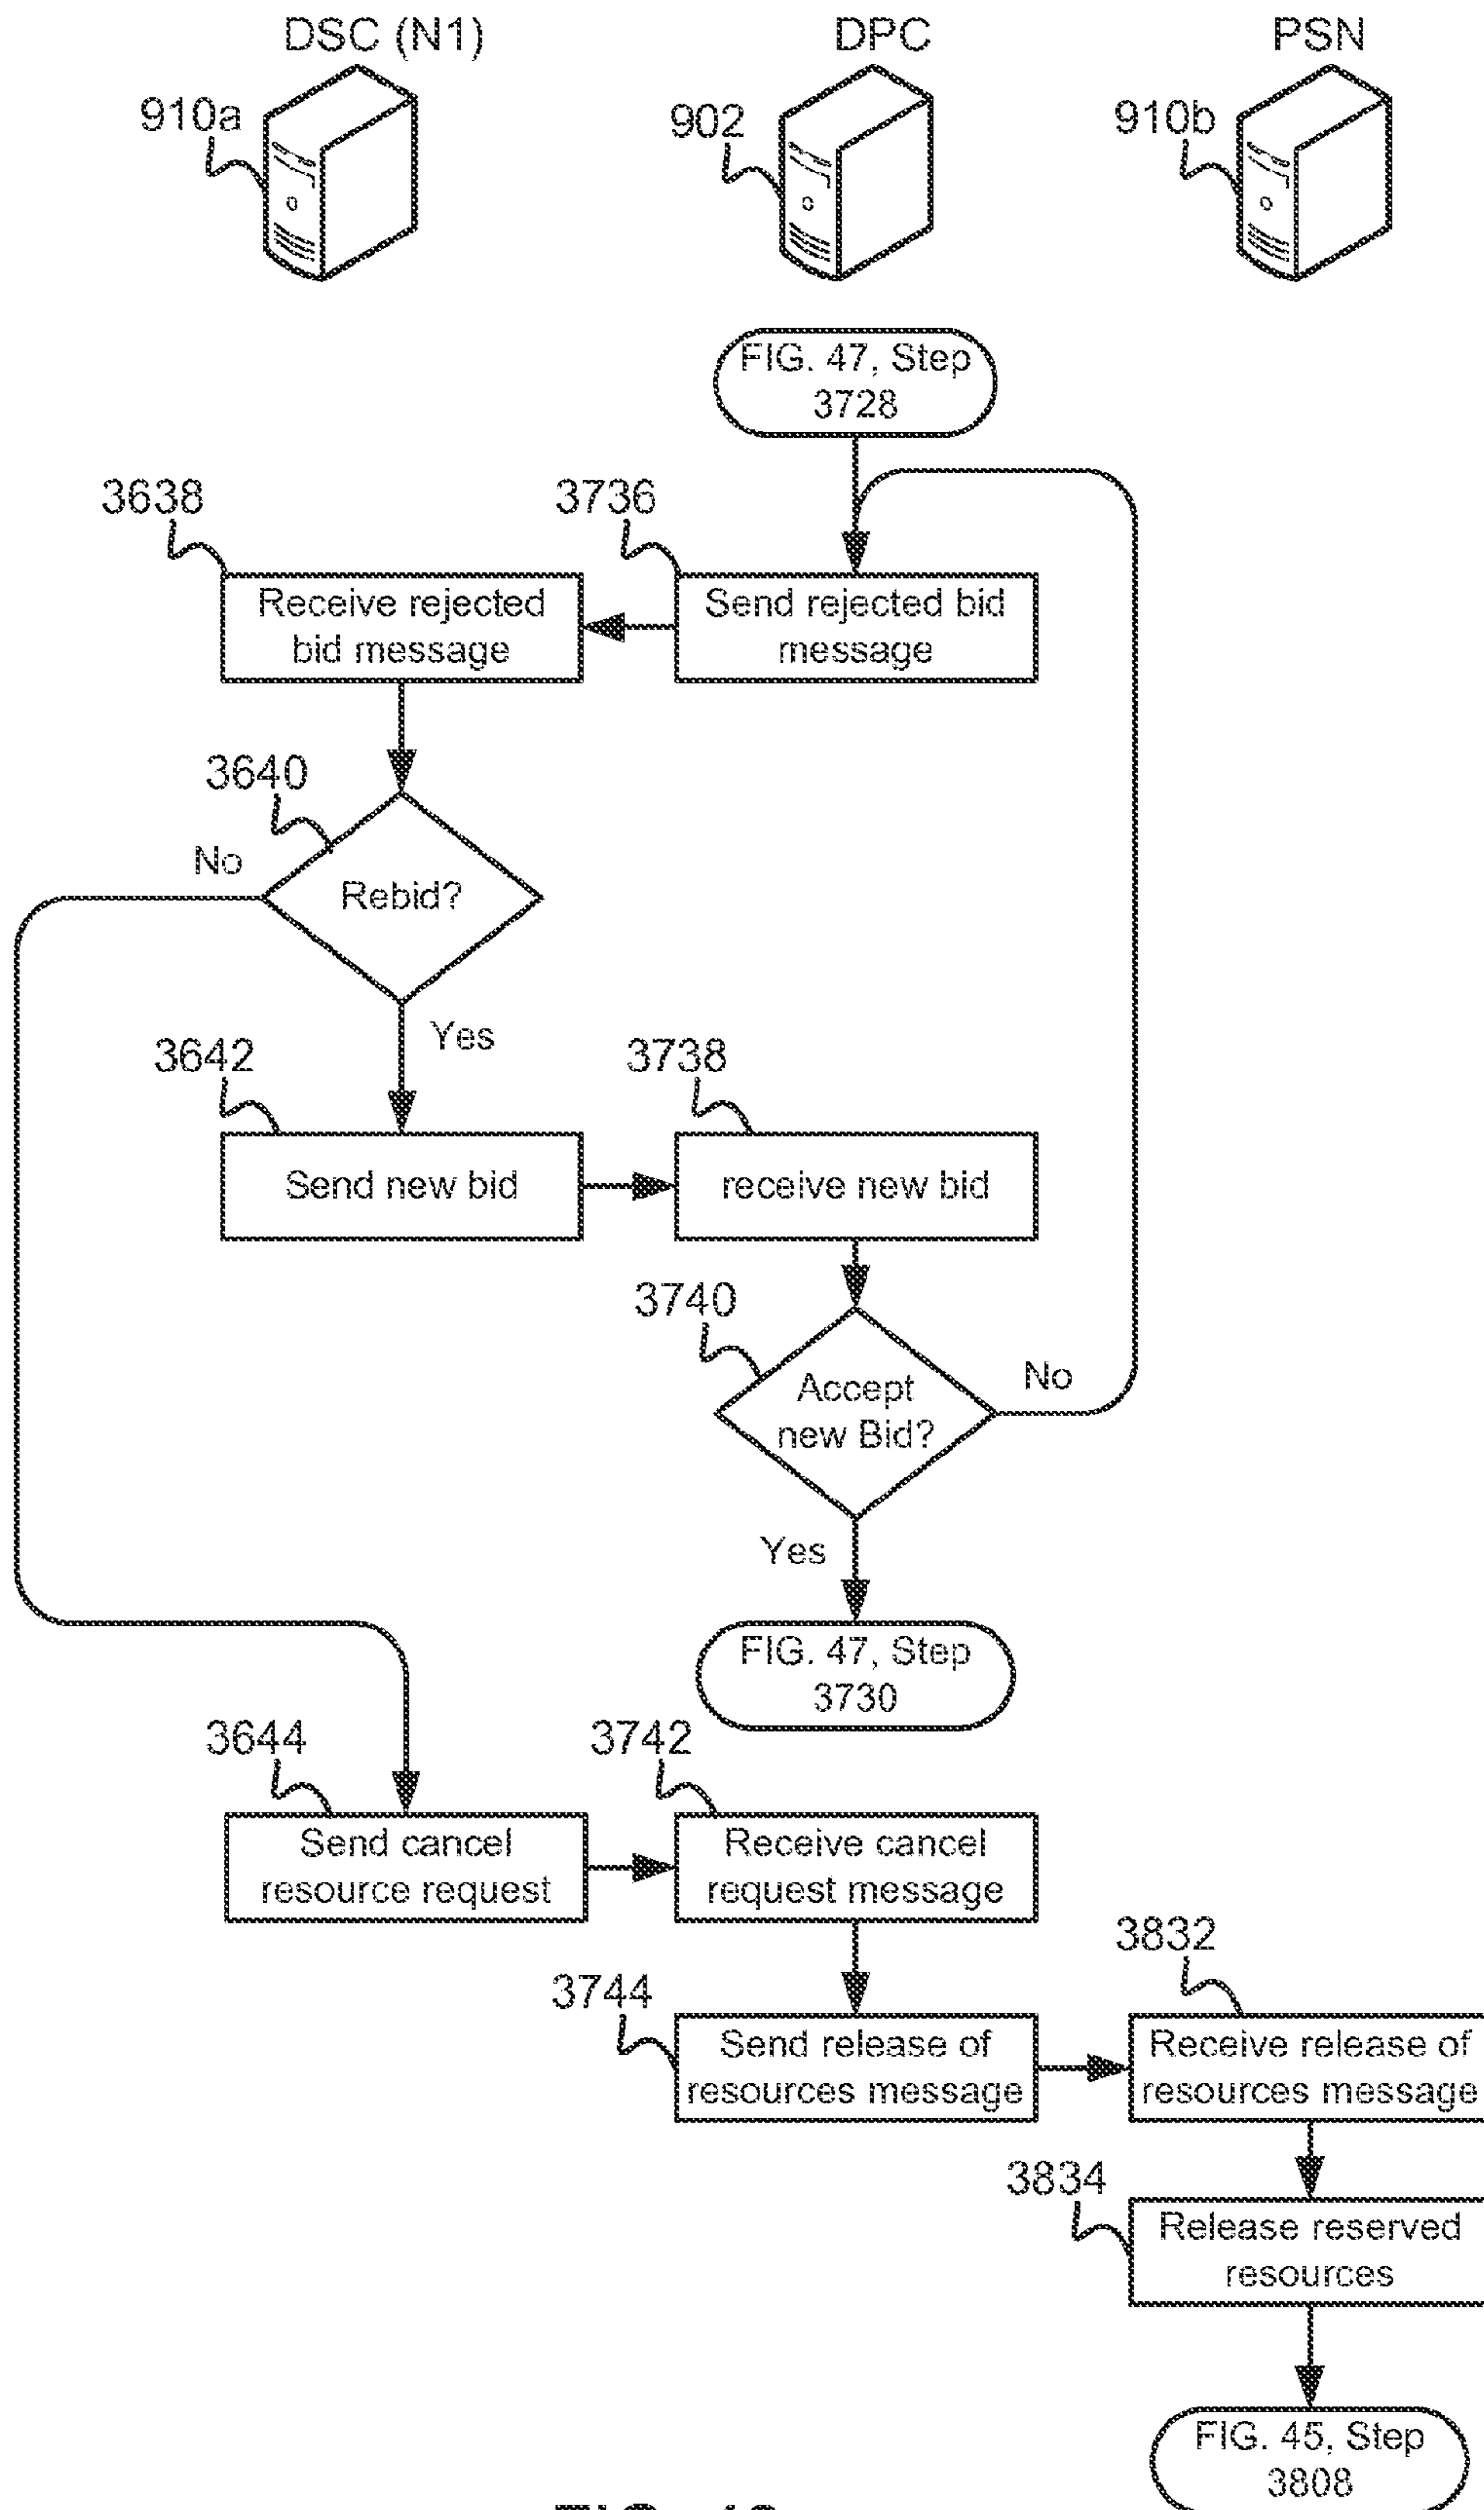 DSC (N1)
DPC
PSN
910a
902
910b
FIG. 47, Step
3728
3638
3736
Receive rejected
bid message
Send rejected bid
message
3640
No
Rebid?
Yes
3642
3738
Send new bid
receive new bid
3740
Accept
new Bid?
No
Yes
FIG. 47, Step
3730
3644
3742
Send cancel
resource request
Receive cancel
request message
3832
3744
Send release of
resources message
Receive release of
resources message
3834
Release reserved
resources
FIG. 45, Step
3808